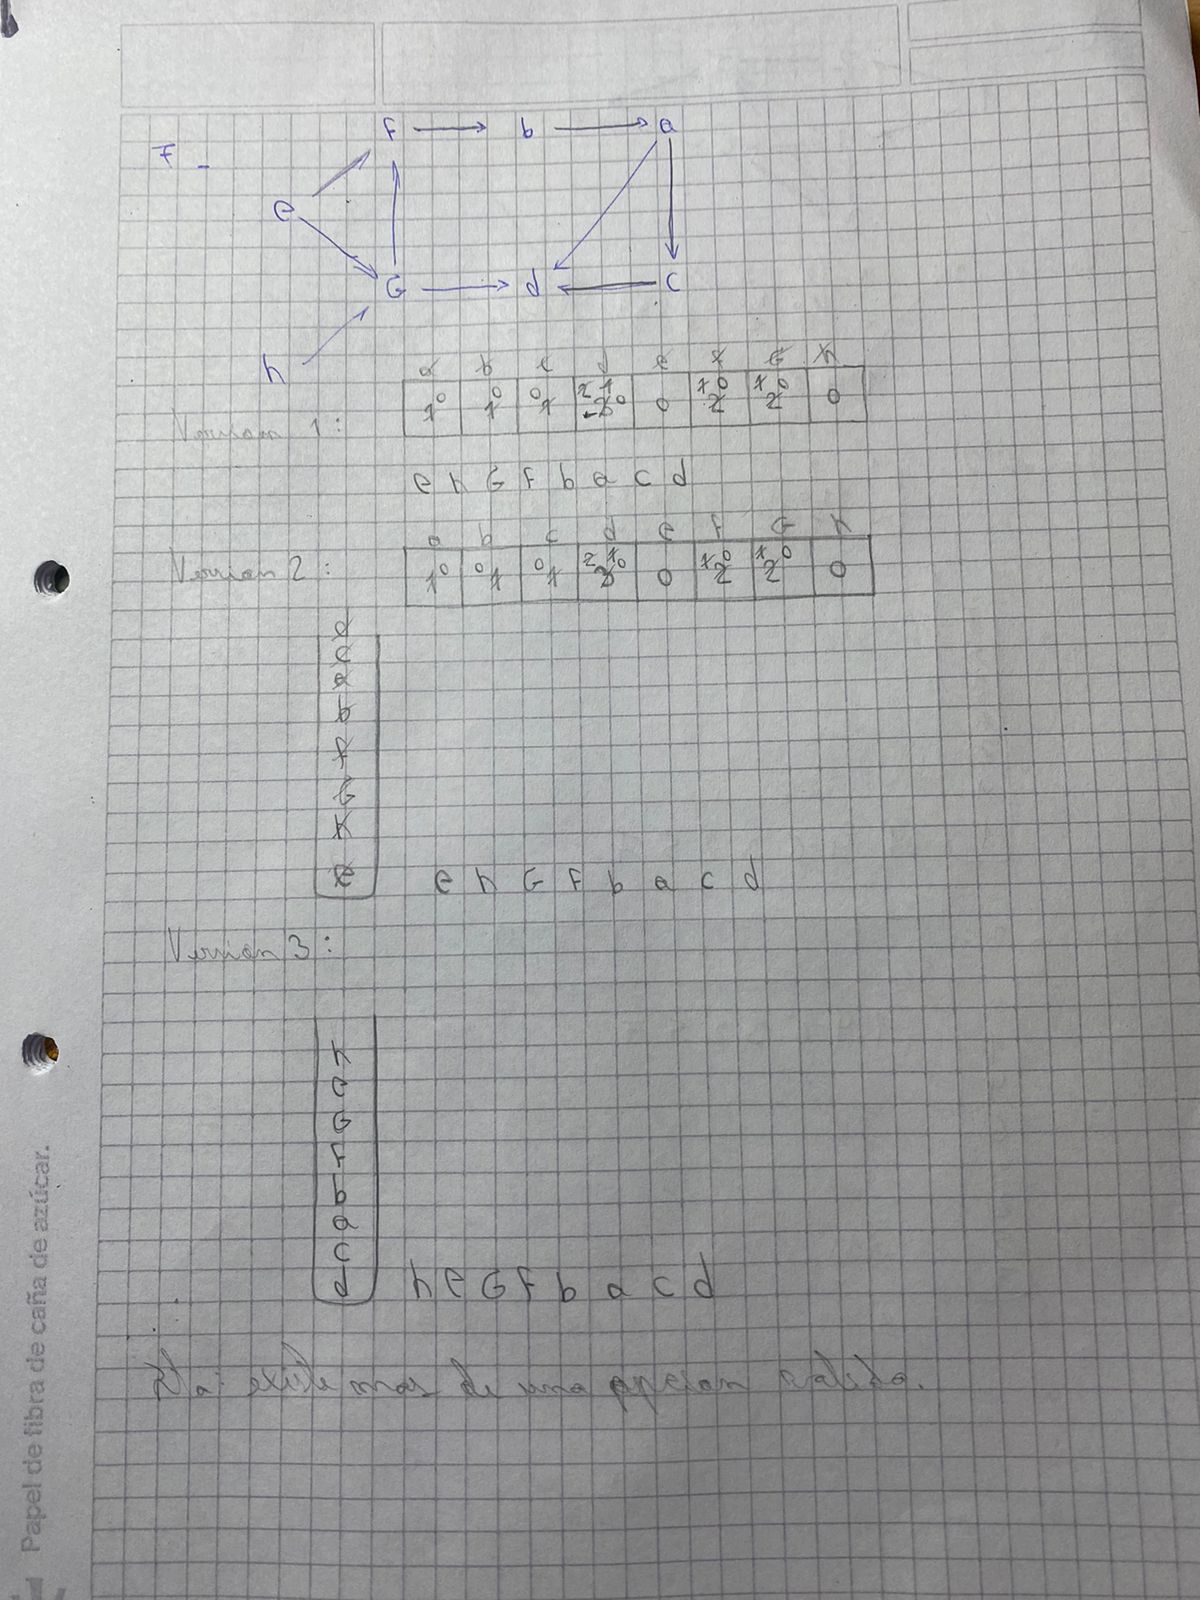 F b a
7 -
e
G d c
h
a b c d e f G h
Version 1: 1 0 1 0 0 1 2 1 3 0 0 1 0 2 1 0 2 0
e h G F b a c d
a b c d e f G h
Version 2: 1 0 0 1 0 1 2 1 3 0 0 1 0 2 1 0 2 0
d
c
a
b
f
G
h
e e h G F b a c d
Version 3:
h
e
G
F
b
a
c
d h e G F b a c d
existe mas de una opcion valida.
Papel de fibra de caña de azúcar.